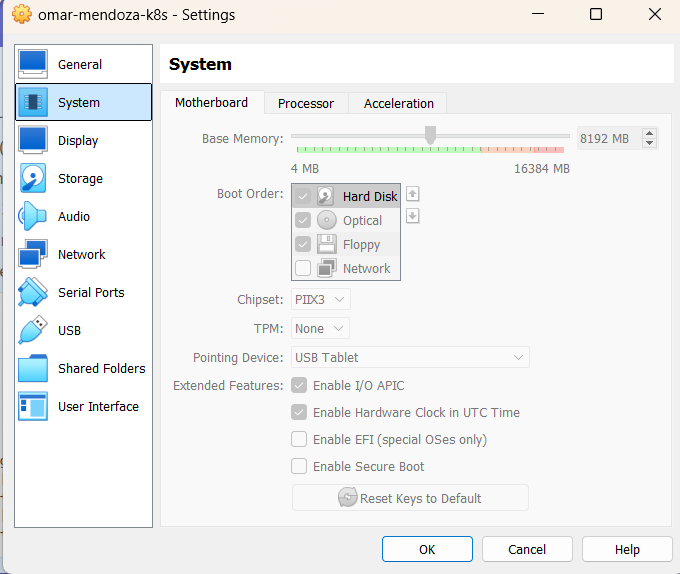 omar-mendoza-k8s - Settings
General
System
Display
Storage
Audio
Network
Serial Ports
USB
Shared Folders
User Interface
System
Motherboard Processor Acceleration
Base Memory: 8192 MB
4 MB 16384 MB
Boot Order: Hard Disk
Optical
Floppy
Network
Chipset: PIIX3
TPM: None
Pointing Device: USB Tablet
Extended Features: Enable I/O APIC
Enable Hardware Clock in UTC Time
Enable EFI (special OSes only)
Enable Secure Boot
Reset Keys to Default
OK Cancel Help